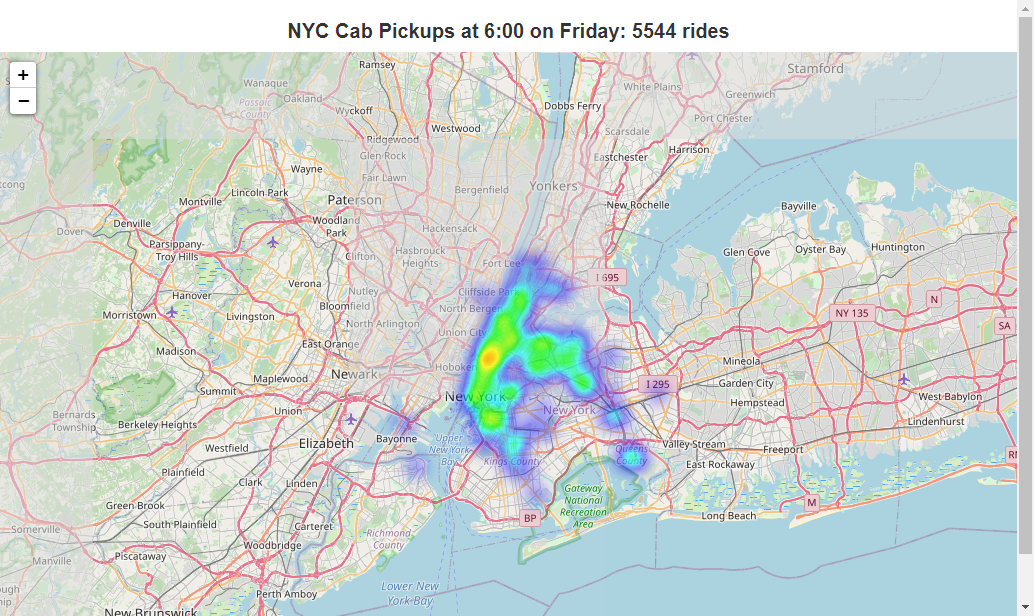 NYC Cab Pickups at 6:00 on Friday: 5544 rides
+
−
Ramsey
Stamford
Wanaque
Oakland
White Plains
Greenwich
Passaic
County
Wyckoff
Dobbs Ferry
Port Chester
Westwood
Scarsdale
Ridgewood
Glen Rock
Eastchester
Harrison
Wayne
Fair Lawn
Bergenfield
Yonkers
Lincoln Park
Montville
Paterson
New Rochelle
Bayville
Denville
Woodland
Park
Dover
Hackensack
Parsippany-
Troy Hills
Hasbrouck
Heights
Clifton
Fort Lee
Glen Cove
Oyster Bay
Huntington
I 695
Verona
Nutley
Cliffside Park
Hanover
Bloomfield
North Bergen
N
Morristown
Livingston
North Arlington
NY 135
Union City
SA
East Orange
Madison
Mineola
Newark
Hoboken
Maplewood
I 295
Garden City
Summit
New York
Hempstead
West Babylon
Union
New York
Bernards
Township
Berkeley Heights
Bayonne
Lindenhurst
Elizabeth
Upper
New York
Bay
Westfield
Valley Stream
Freeport
Queens
County
Kings County
East Rockaway
Plainfield
Clark
Linden
Gateway
National
Recreation
Area
Green Brook
M
South Plainfield
Carteret
BP
Long Beach
Somerville
Richmond
County
Woodbridge
Piscataway
Manville
Perth Amboy
Lower New
York Bay
New Brunswick